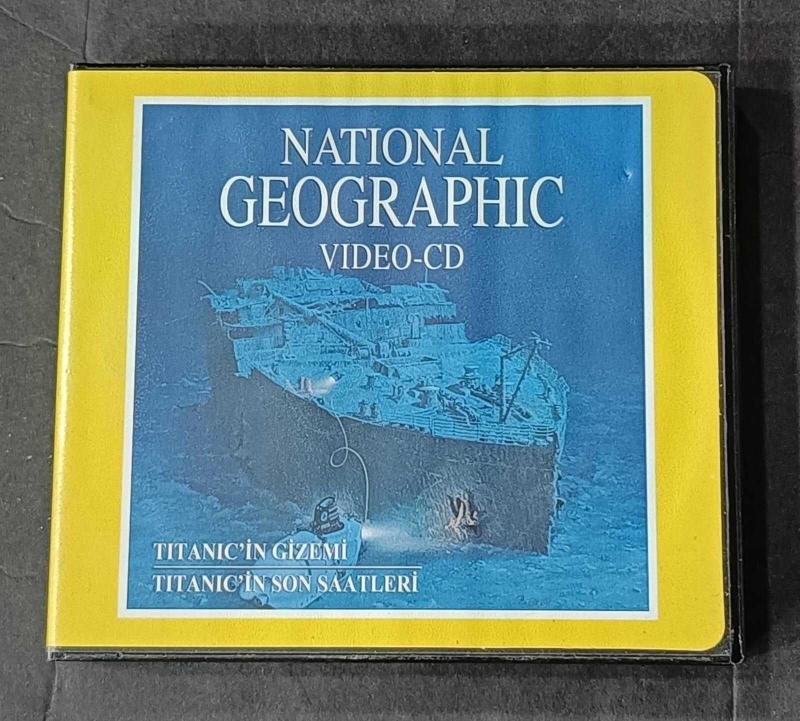 NATIONAL
GEOGRAPHIC
VIDEO-CD
TITANIC'İN GİZEMİ
TITANIC'İN SON SAATLERİ